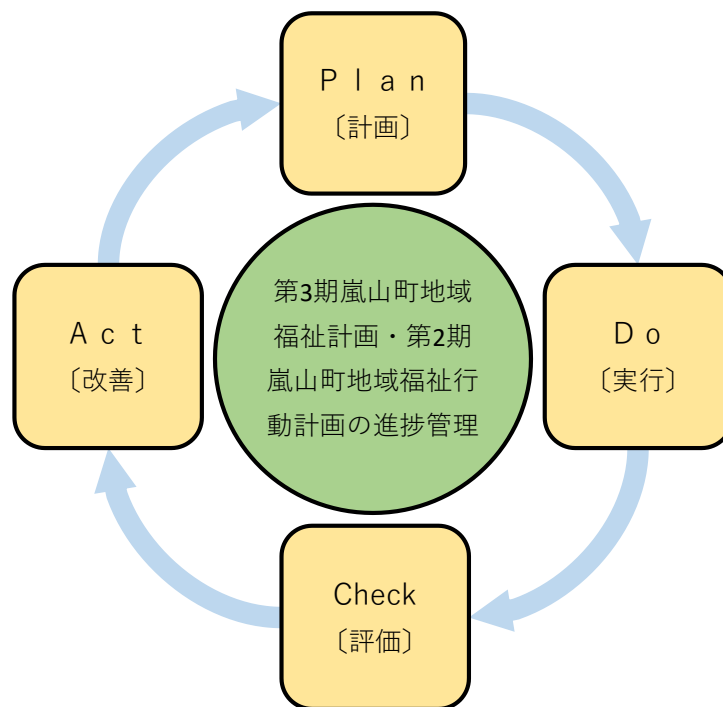 Ｐｌａｎ
〔計画〕
第3期嵐山町地域
福祉計画・第2期
嵐山町地域福祉行
動計画の進捗管理
Ａｃｔ
〔改善〕
Ｄｏ
〔実行〕
Check
〔評価〕